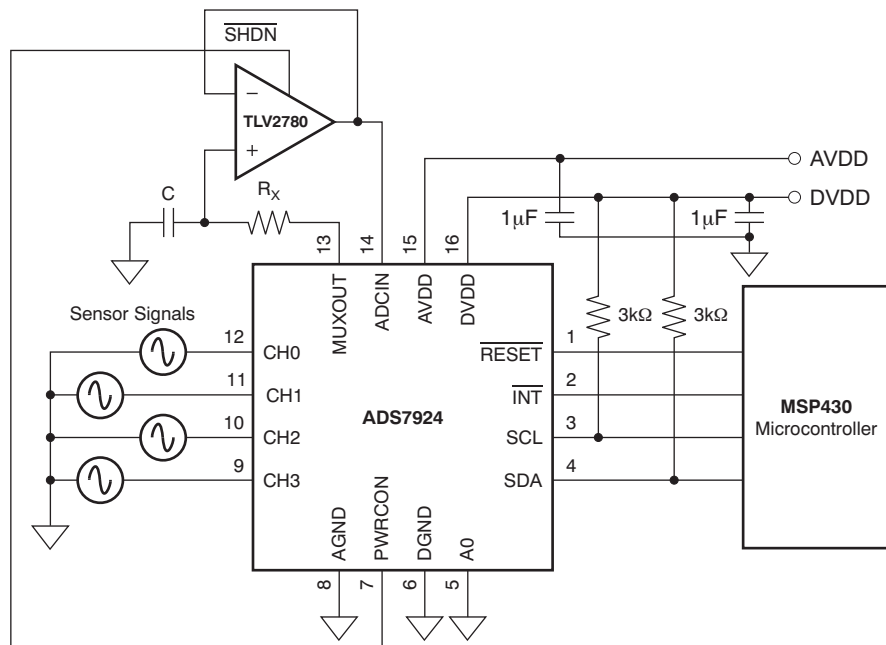 SHDN
−
TLV2780
+
C
RX
AVDD
DVDD
1μF
1μF
13
14
15
16
MUXOUT
ADCIN
AVDD
DVDD
3kΩ
3kΩ
Sensor Signals
12
CH0
11
CH1
10
CH2
9
CH3
ADS7924
RESET
1
INT
2
SCL
3
SDA
4
MSP430
Microcontroller
AGND
PWRCON
DGND
A0
8
7
6
5